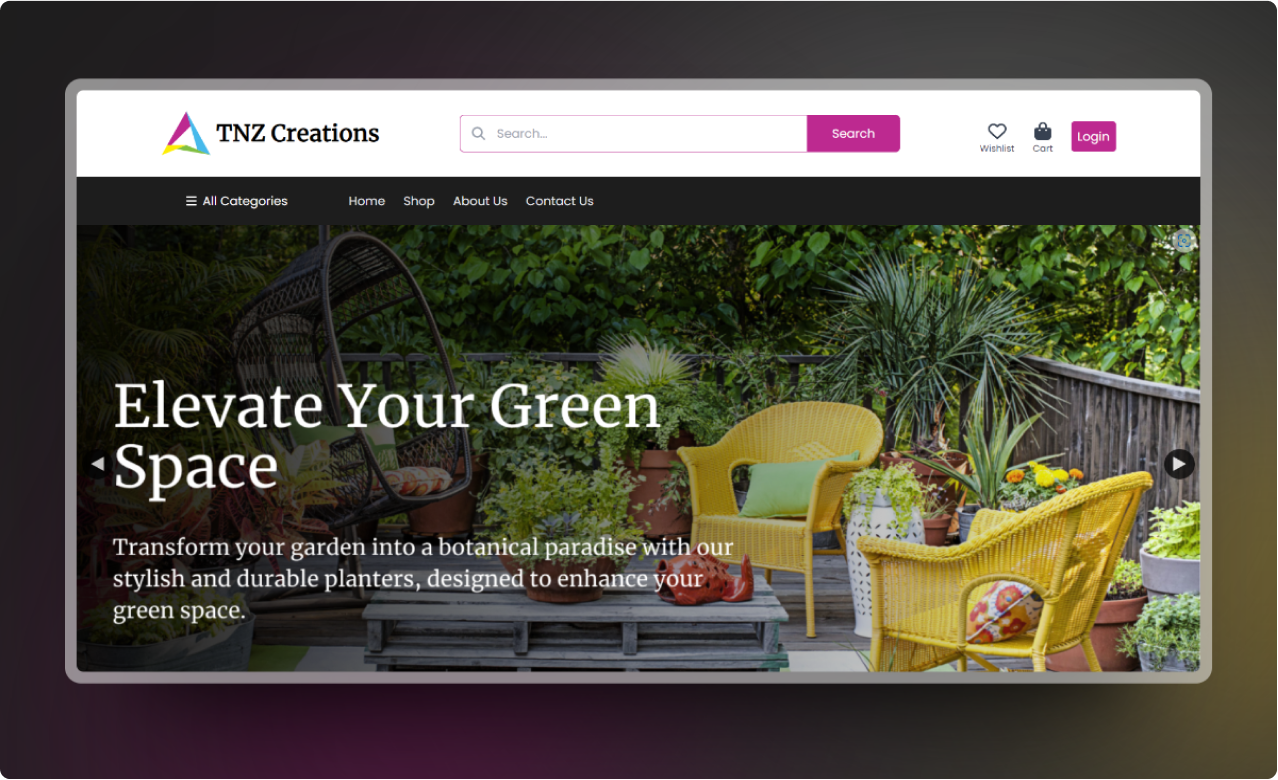 TNZ Creations
Search...
Search
Wishlist
Cart
Login
All Categories
Home
Shop
About Us
Contact Us
Elevate Your Green
Space
Transform your garden into a botanical paradise with our
stylish and durable planters, designed to enhance your
green space.